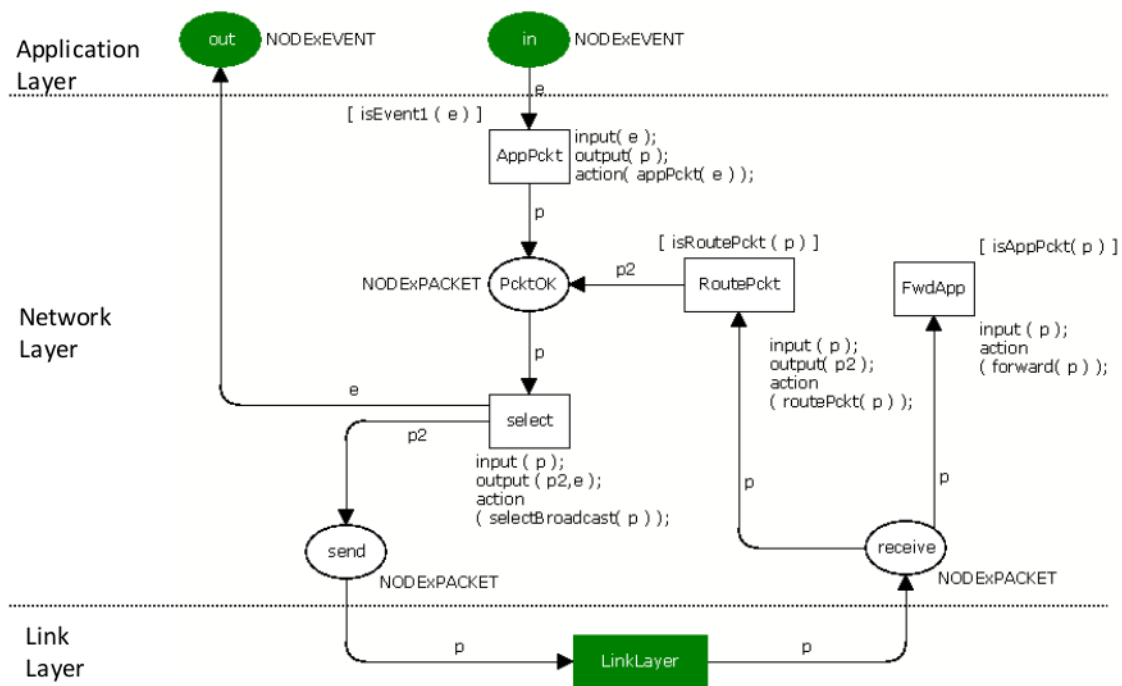 Application
Layer
out
NODExEVENT
in
NODExEVENT
e
[ isEvent1 ( e ) ]
AppPckt
input( e );
output( p );
action( appPckt( e ) );
p
[ isRoutePckt ( p ) ]
[ isAppPckt( p ) ]
NODExPACKET
PcktOK
p2
RoutePckt
FwdApp
Network
Layer
p
input ( p );
output( p2 );
action
( routePckt( p ) );
input ( p );
action
( forward( p ) );
e
select
p2
input ( p );
output ( p2,e );
action
( selectBroadcast( p ) );
p
p
send
NODExPACKET
receive
NODExPACKET
Link
Layer
p
LinkLayer
p